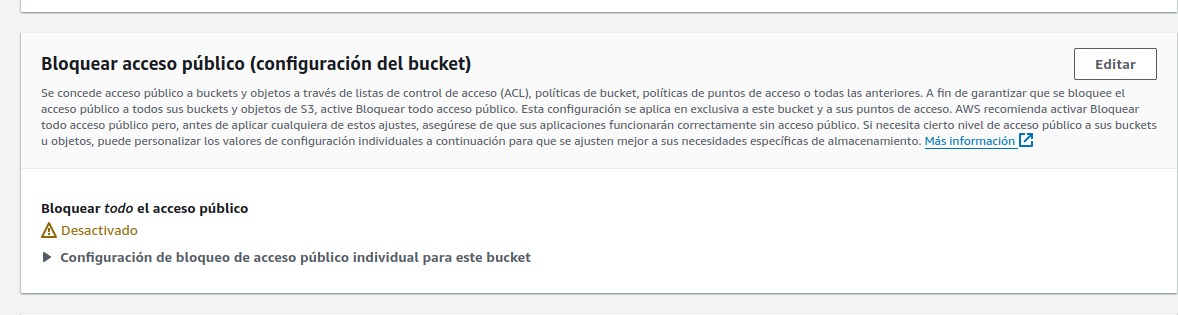 Bloquear acceso público (configuración del bucket)
Editar
Se concede acceso público a buckets y objetos a través de listas de control de acceso (ACL), políticas de bucket, políticas de puntos de acceso o todas las anteriores. A fin de garantizar que se bloquee el
acceso público a todos sus buckets y objetos de S3, active Bloquear todo acceso público. Esta configuración se aplica en exclusiva a este bucket y a sus puntos de acceso. AWS recomienda activar Bloquear
todo acceso público pero, antes de aplicar cualquiera de estos ajustes, asegúrese de que sus aplicaciones funcionarán correctamente sin acceso público. Si necesita cierto nivel de acceso público a sus buckets
u objetos, puede personalizar los valores de configuración individuales a continuación para que se ajusten mejor a sus necesidades específicas de almacenamiento. Más información
Bloquear todo el acceso público
Desactivado
Configuración de bloqueo de acceso público individual para este bucket